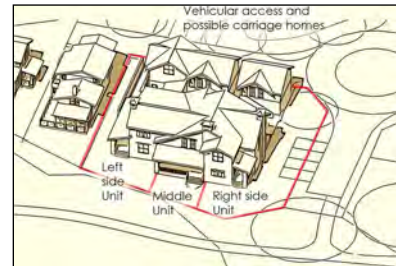 Vehicular access and
possible carriage homes
Left
side
Unit
Middle
Unit
Right side
Unit